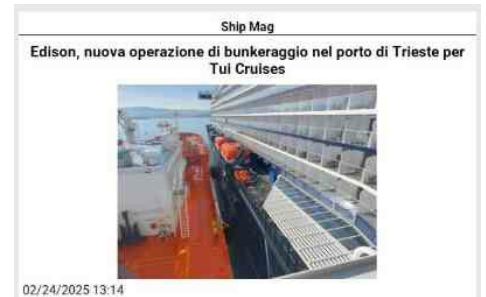 Ship Mag
Edison, nuova operazione di bunkeraggio nel porto di Trieste per
Tui Cruises
02/24/2025 13:14